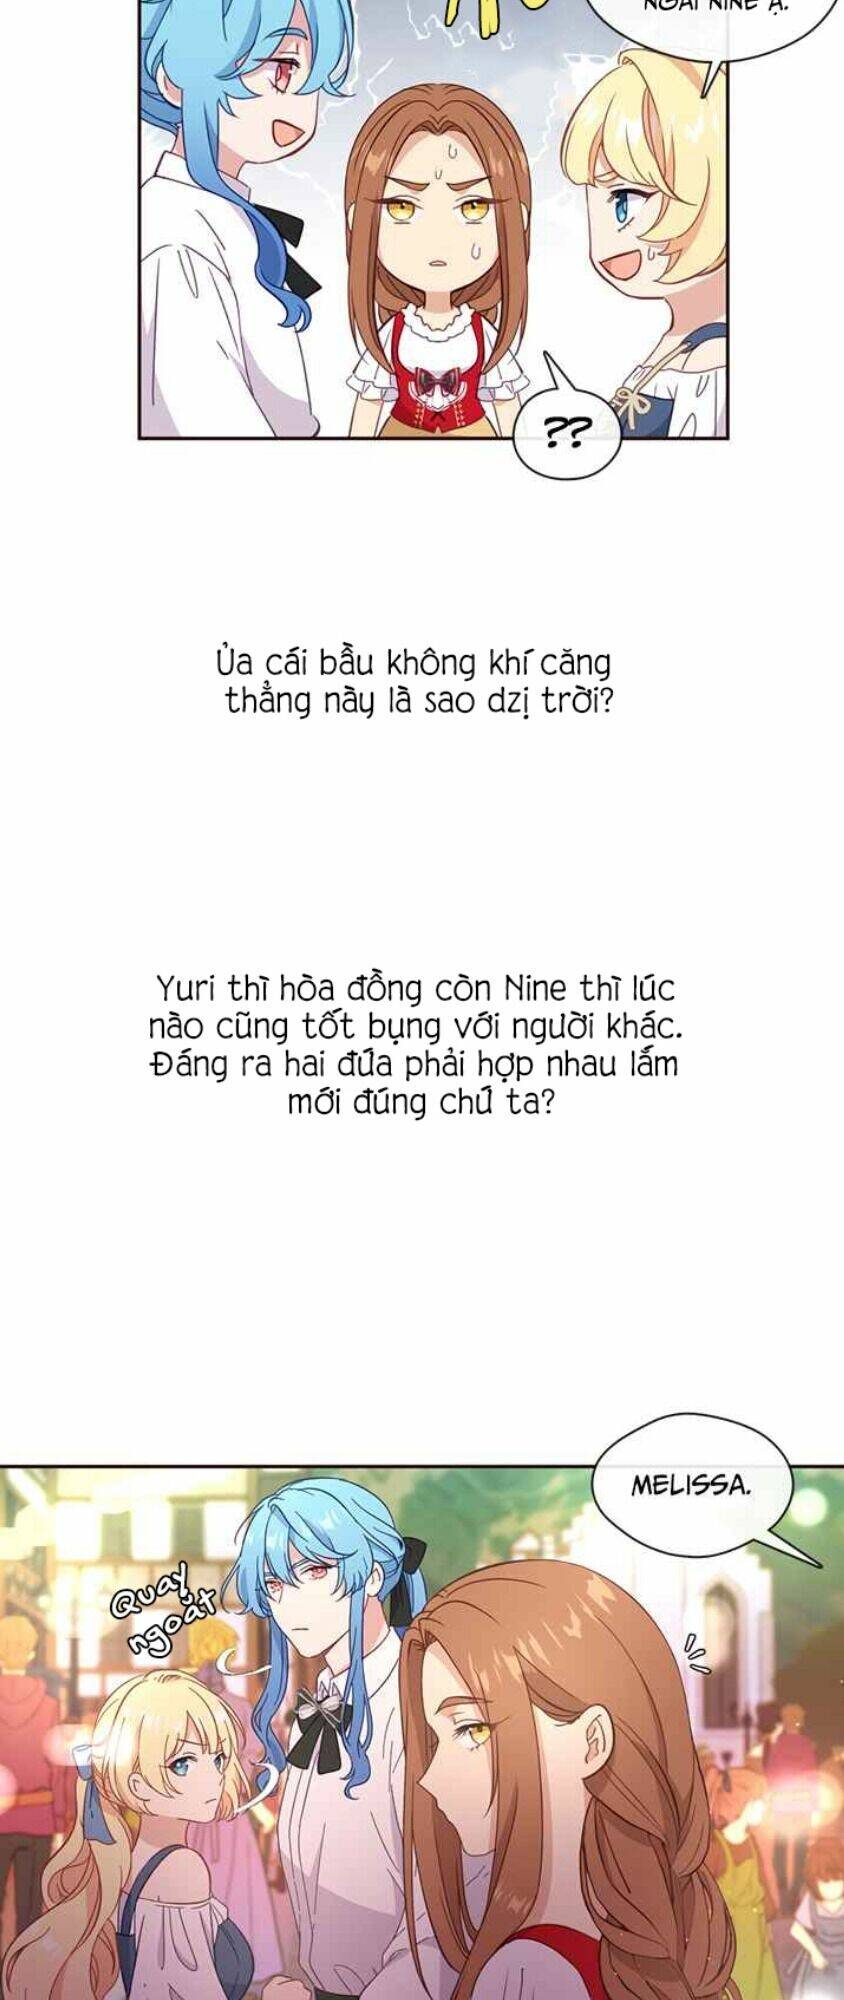 NGÀI NINE Ạ.
??
Ủa cái bầu không khí căng
thẳng này là sao dzị trời?
Yuri thì hòa đồng còn Nine thì lúc
nào cũng tốt bụng với người khác.
Đáng ra hai đứa phải hợp nhau lắm
mới đúng chứ ta?
MELISSA.
Quay
ngoắt